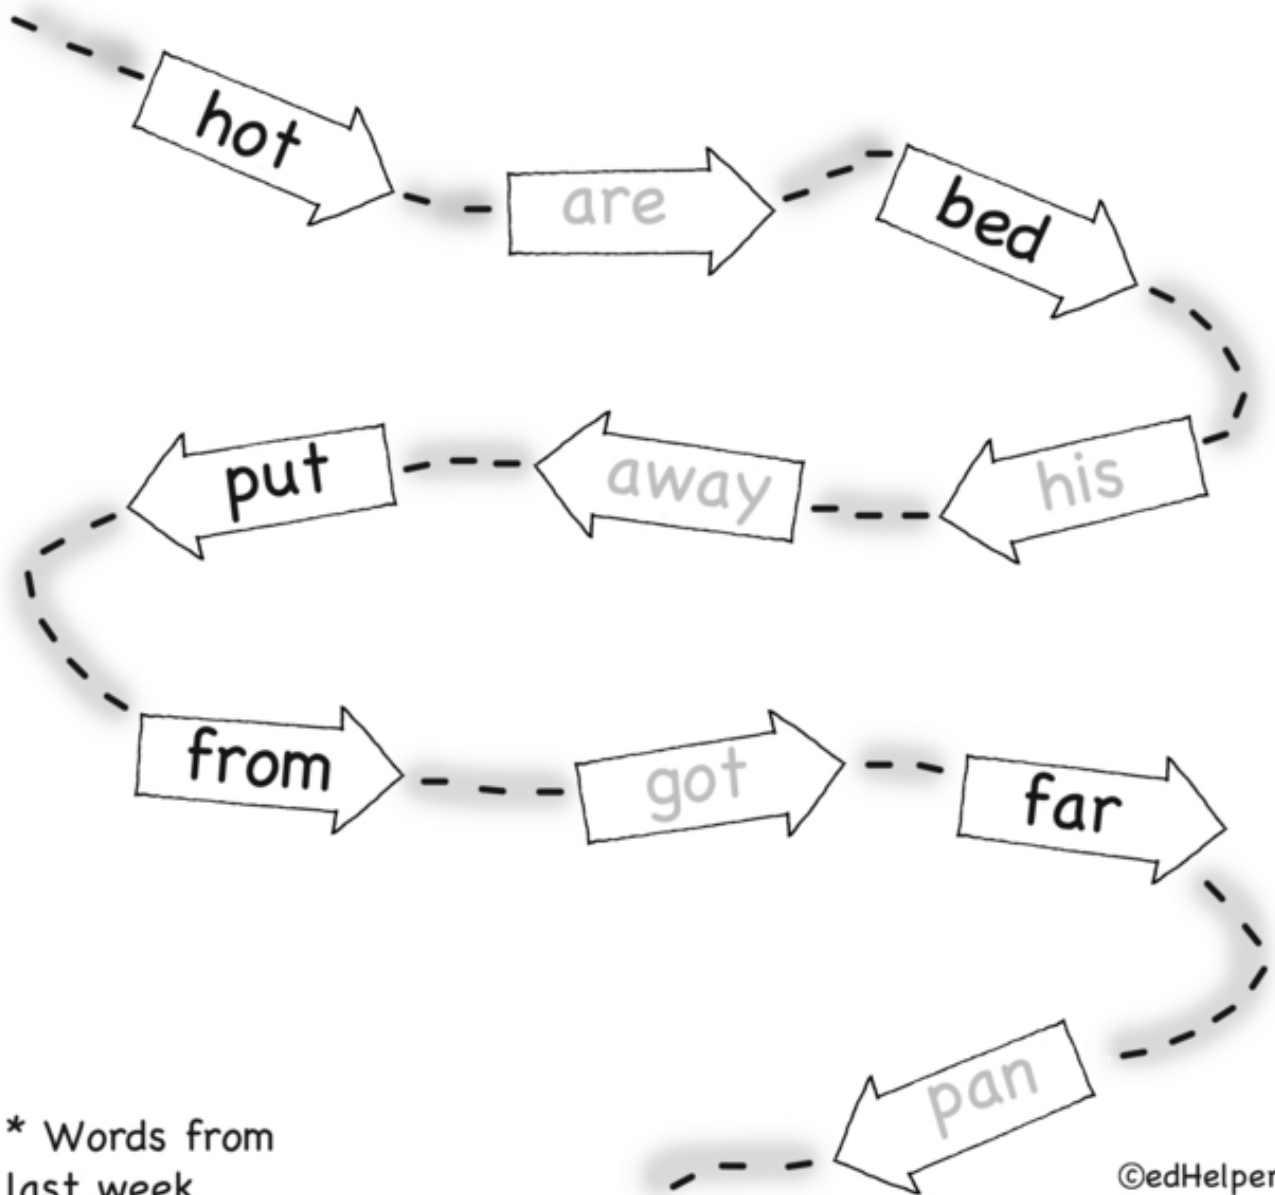 hot
are
bed
his
away
put
from
got
far
pan
* Words from
last week
©edHelper